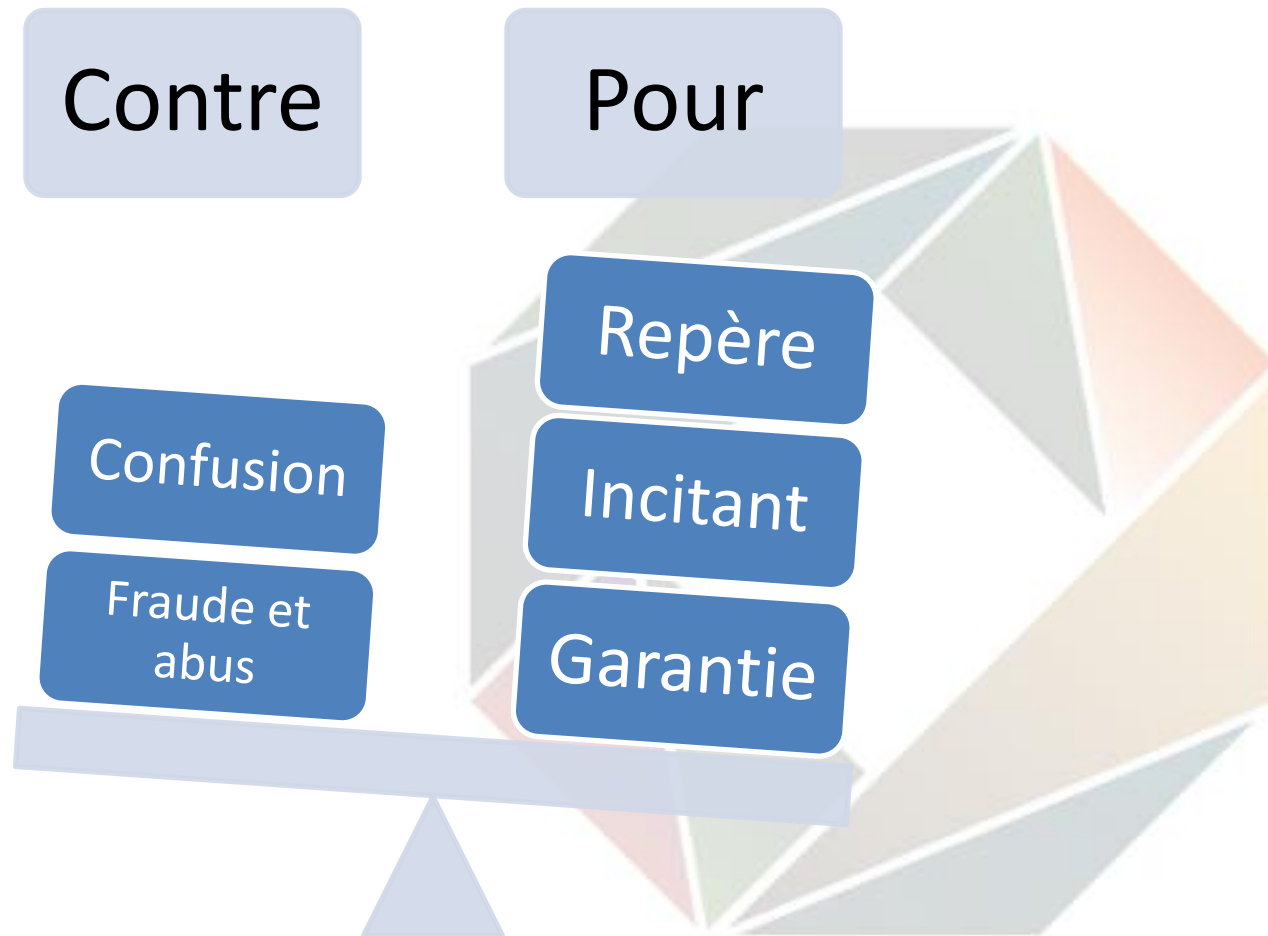 Contre
Pour
Confusion
Fraude et
abus
Repère
Incitant
Garantie